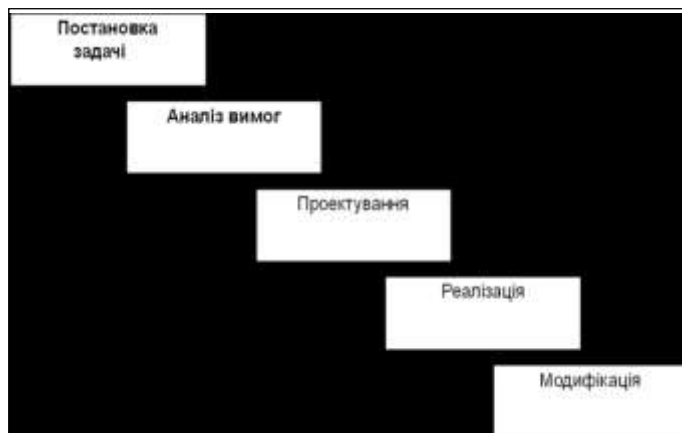 Постановка
задачі
Аналіз вимог
Проектування
Реалізація
Модифікація